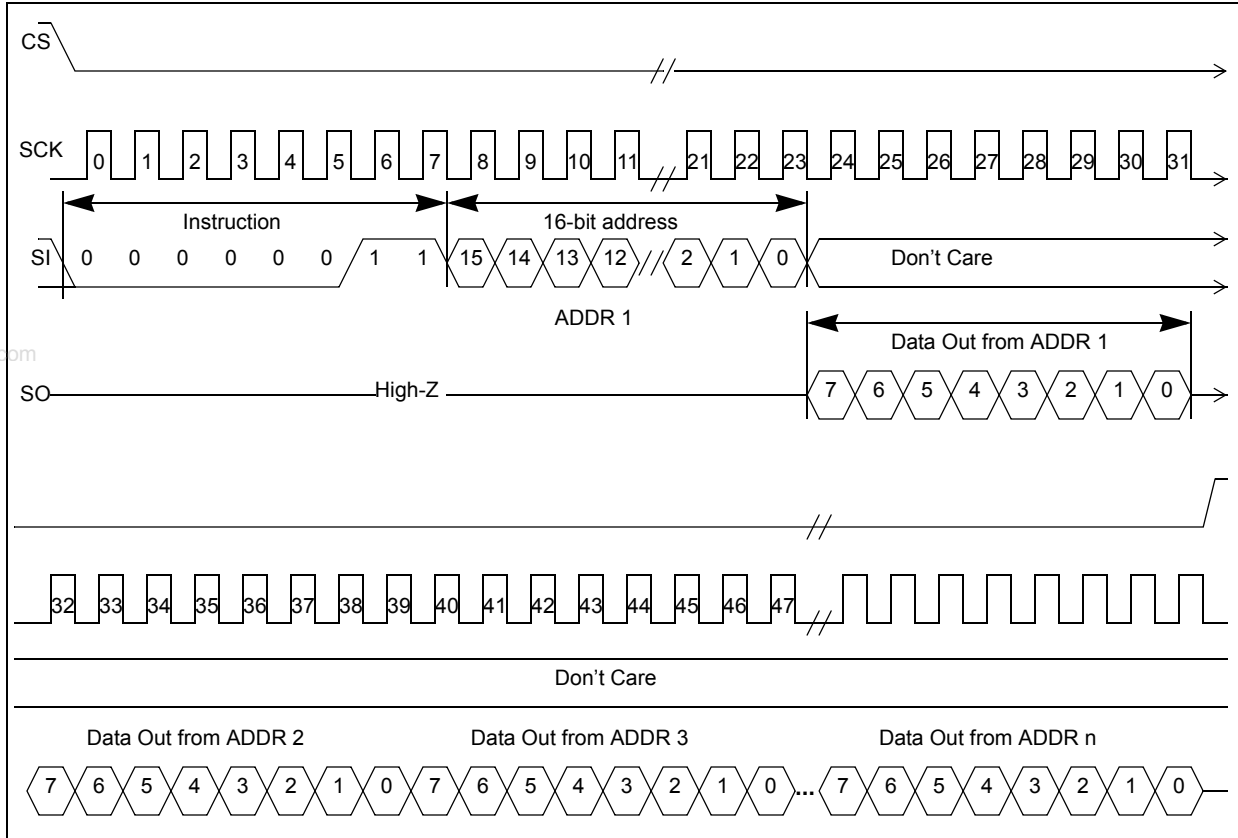 CS
SCK 0 1 2 3 4 5 6 7 8 9 10 11 21 22 23 24 25 26 27 28 29 30 31
Instruction 16-bit address
SI 0 0 0 0 0 0 1 1 15 14 13 12 2 1 0 Don't Care
ADDR 1
Data Out from ADDR 1
com
SO High-Z 7 6 5 4 3 2 1 0
32 33 34 35 36 37 38 39 40 41 42 43 44 45 46 47
Don't Care
Data Out from ADDR 2 Data Out from ADDR 3 Data Out from ADDR n
7 6 5 4 3 2 1 0 7 6 5 4 3 2 1 0 ... 7 6 5 4 3 2 1 0